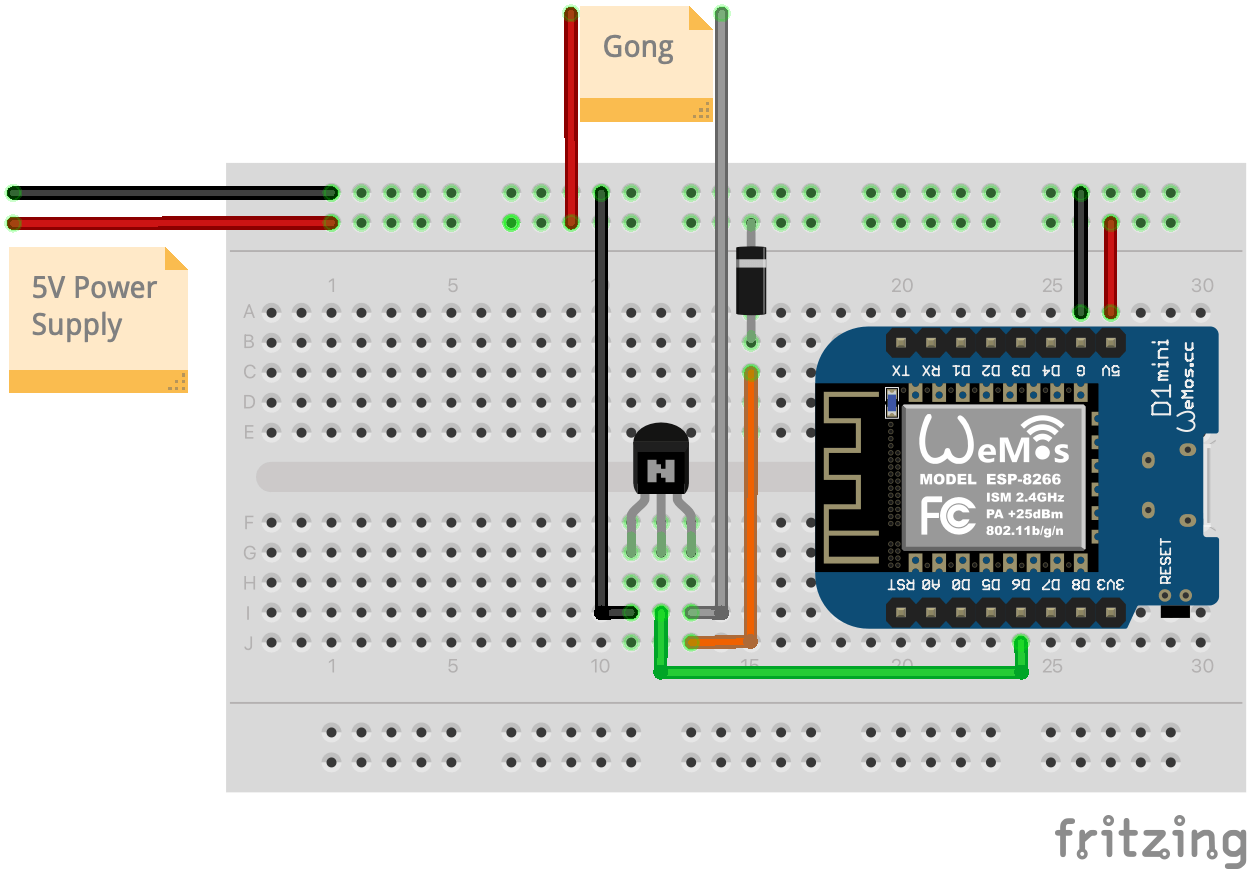 Gong
5V Power
Supply
1 5 10 15 20 25 30
A
B
C
D
E
F
G
H
I
J
TX RX D1 D2 D3 D4 G 5V
D1 mini
WeMos.cc
WeMos
MODEL ESP-8266
ISM 2.4GHz
PA +25dBm
802.11b/g/n
FC
N
RST A0 D0 D5 D6 D7 D8 3V3
RESET
1 5 10 15 20 25 30
fritzing